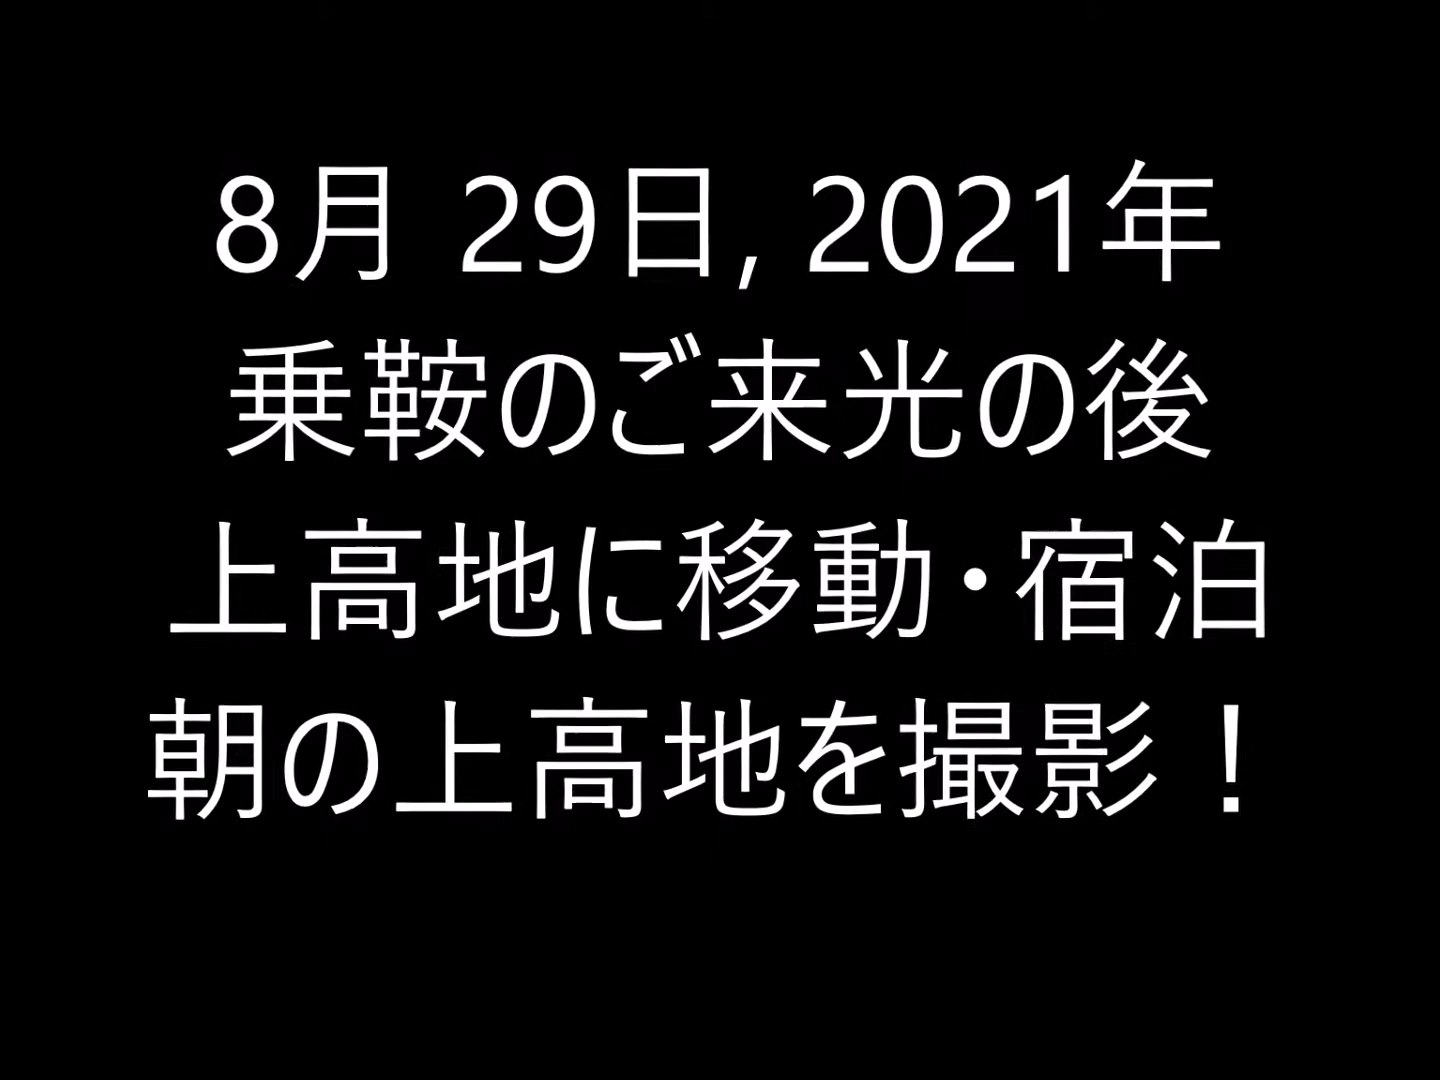 8月 29日, 2021年
乗鞍のご来光の後
上高地に移動・宿泊
朝の上高地を撮影！